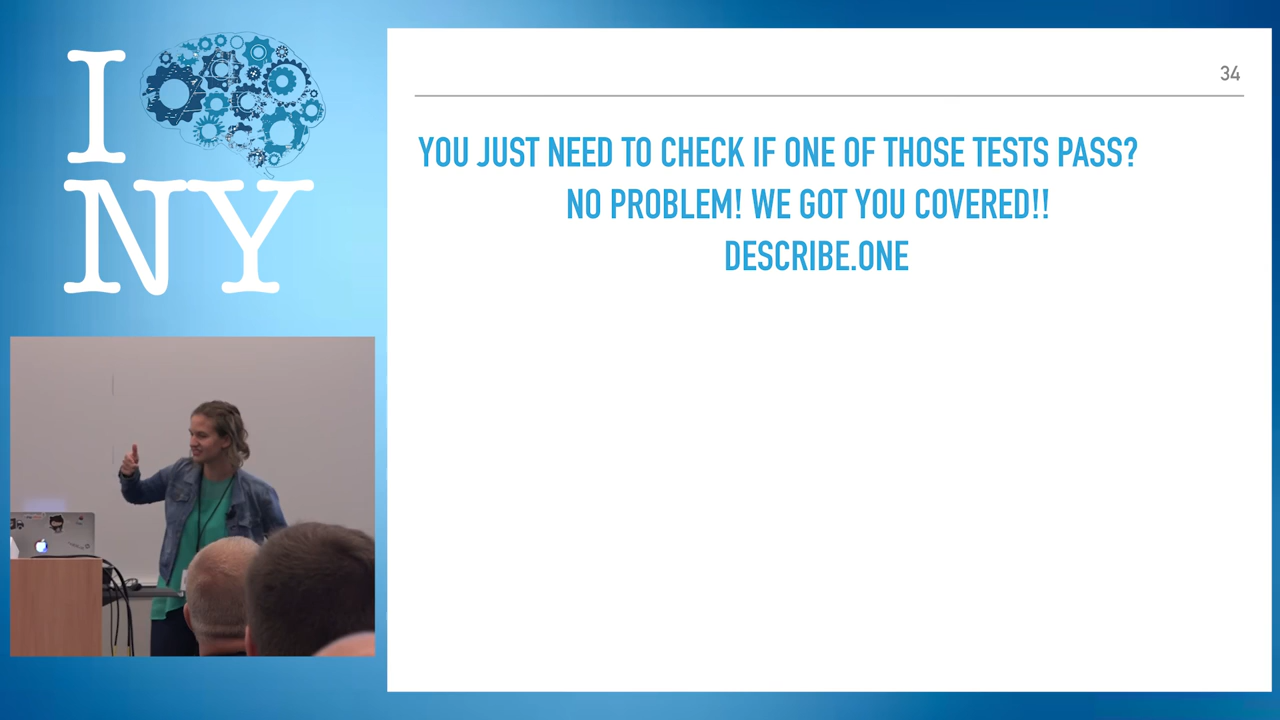 I
NY
34
YOU JUST NEED TO CHECK IF ONE OF THOSE TESTS PASS?
NO PROBLEM! WE GOT YOU COVERED!!
DESCRIBE.ONE